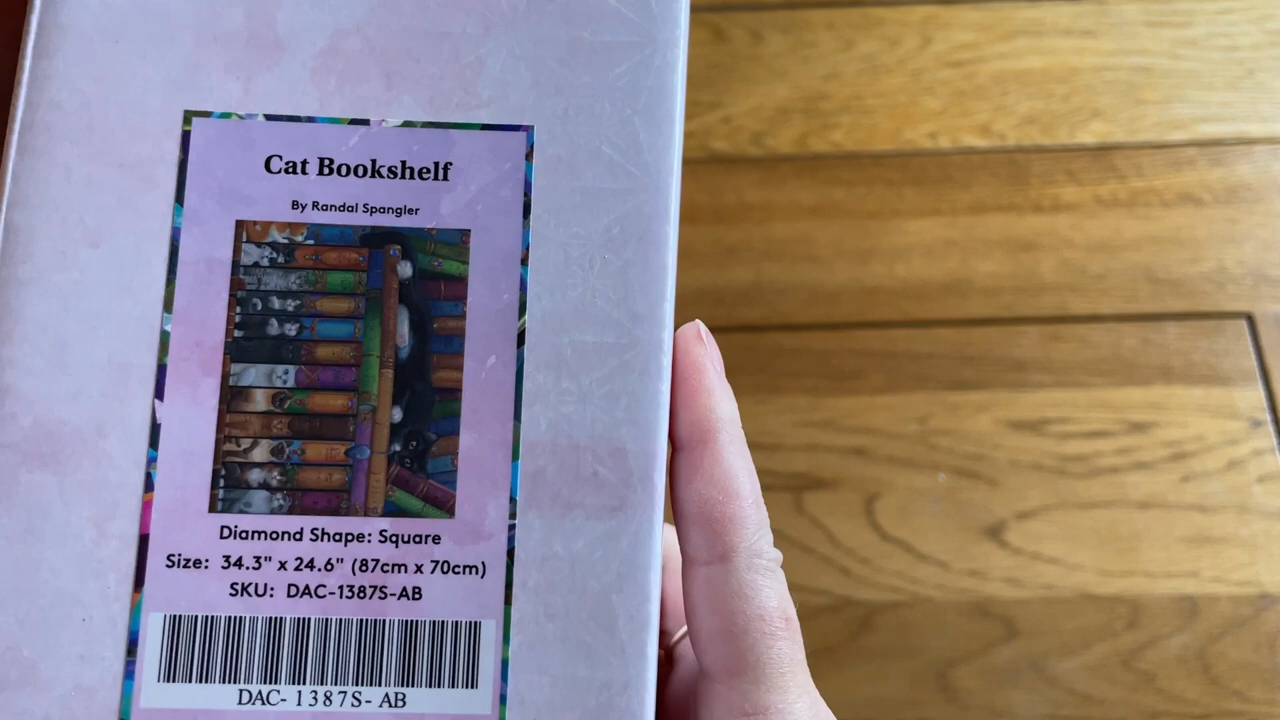 Cat Bookshelf
By Randal Spangler
Diamond Shape: Square
Size: 34.3" x 24.6" (87cm x 70cm)
SKU: DAC-1387S-AB
DAC- 1387S- AB